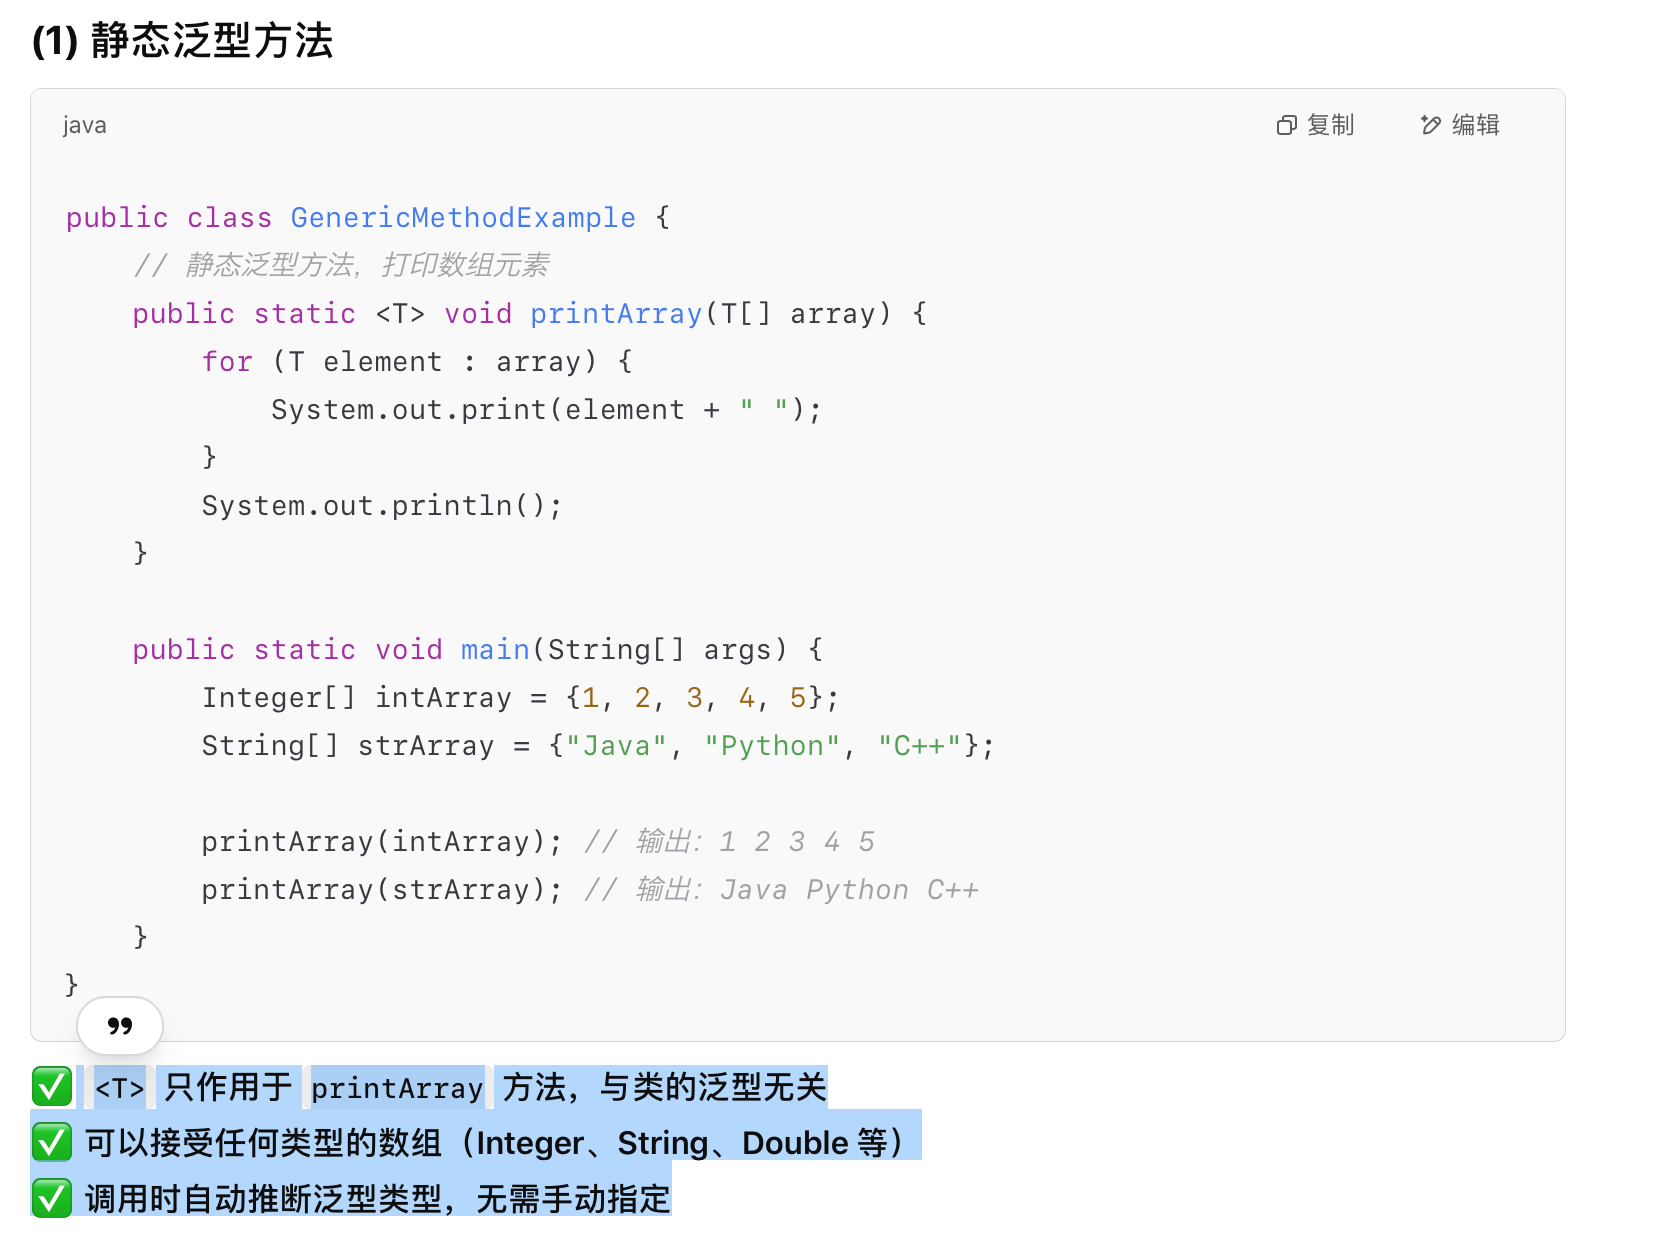 (1) 静态泛型方法
java 复制 编辑
public class GenericMethodExample {
    // 静态泛型方法，打印数组元素
    public static <T> void printArray(T[] array) {
        for (T element : array) {
            System.out.print(element + " ");
        }
        System.out.println();
    }
    public static void main(String[] args) {
        Integer[] intArray = {1, 2, 3, 4, 5};
        String[] strArray = {"Java", "Python", "C++"};
        printArray(intArray); // 输出：1 2 3 4 5
        printArray(strArray); // 输出：Java Python C++
    }
}
✅ <T> 只作用于 printArray 方法，与类的泛型无关
✅ 可以接受任何类型的数组（Integer、String、Double 等）
✅ 调用时自动推断泛型类型，无需手动指定